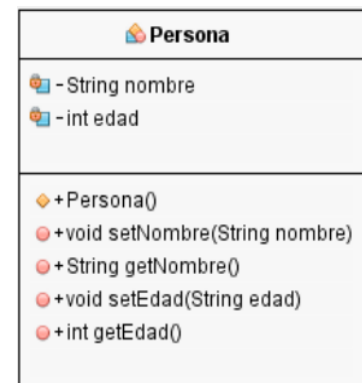 Persona
-String nombre
-int edad
+Persona()
+void setNombre(String nombre)
+String getNombre()
+void setEdad(String edad)
+int getEdad()